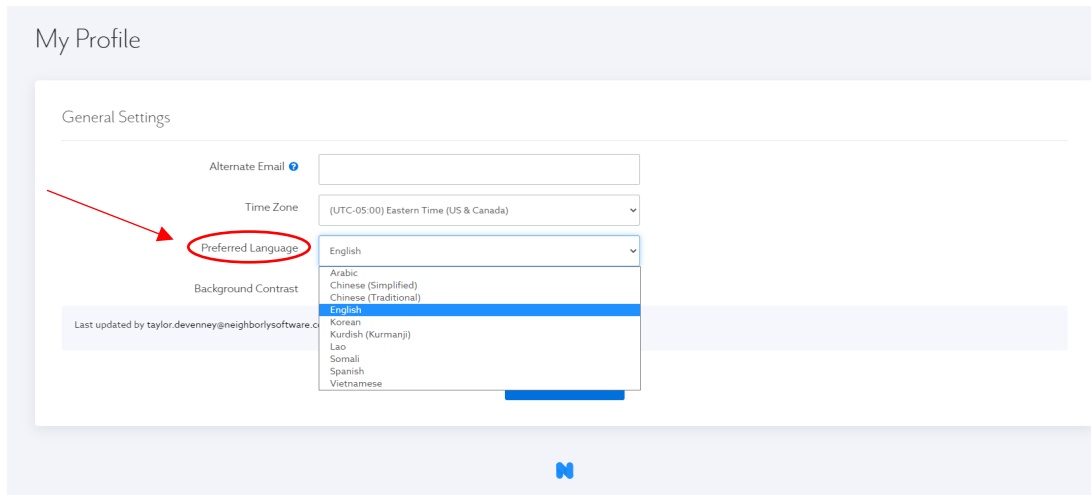 My Profile
General Settings
Alternate Email ?
Time Zone (UTC-05:00) Eastern Time (US & Canada)
Preferred Language English
Arabic
Chinese (Simplified)
Chinese (Traditional)
English
Korean
Kurdish (Kurmanji)
Lao
Somali
Spanish
Vietnamese
Background Contrast
Last updated by taylor.devenney@neighborlysoftware.c
N